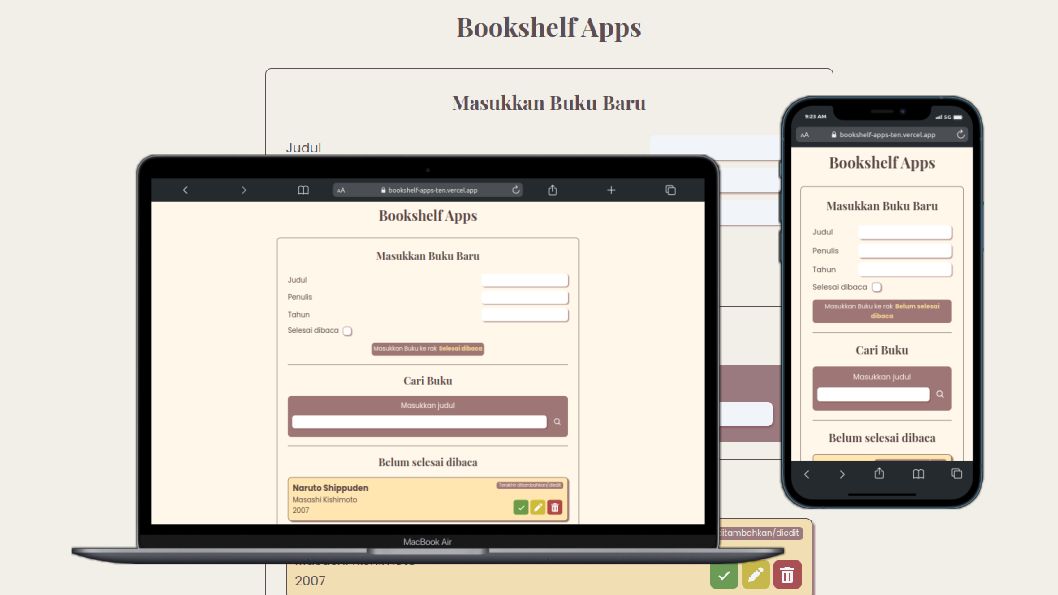 Bookshelf Apps
Masukkan Buku Baru
Judul
bookshelf-apps-ten.vercel.app
Bookshelf Apps
Masukkan Buku Baru
Judul
Penulis
Tahun
Selesai dibaca
Masukkan Buku ke rak Selesai dibaca
Cari Buku
Masukkan judul
Belum selesai dibaca
Naruto Shippuden
Terakhir ditambahkan/diedit
Masashi Kishimoto
2007
MacBook Air
9:23 AM
5G
AA
bookshelf-apps-ten.vercel.app
Bookshelf Apps
Masukkan Buku Baru
Judul
Penulis
Tahun
Selesai dibaca
Masukkan Buku ke rak Belum selesai
dibaca
Cari Buku
Masukkan judul
Belum selesai dibaca
ditambahkan/diedit
2007